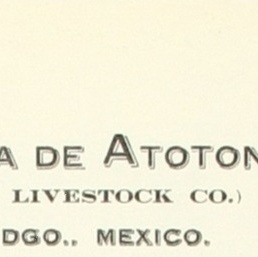 A DE ATOTON
LIVESTOCK CO.)
DGO., MEXICO.